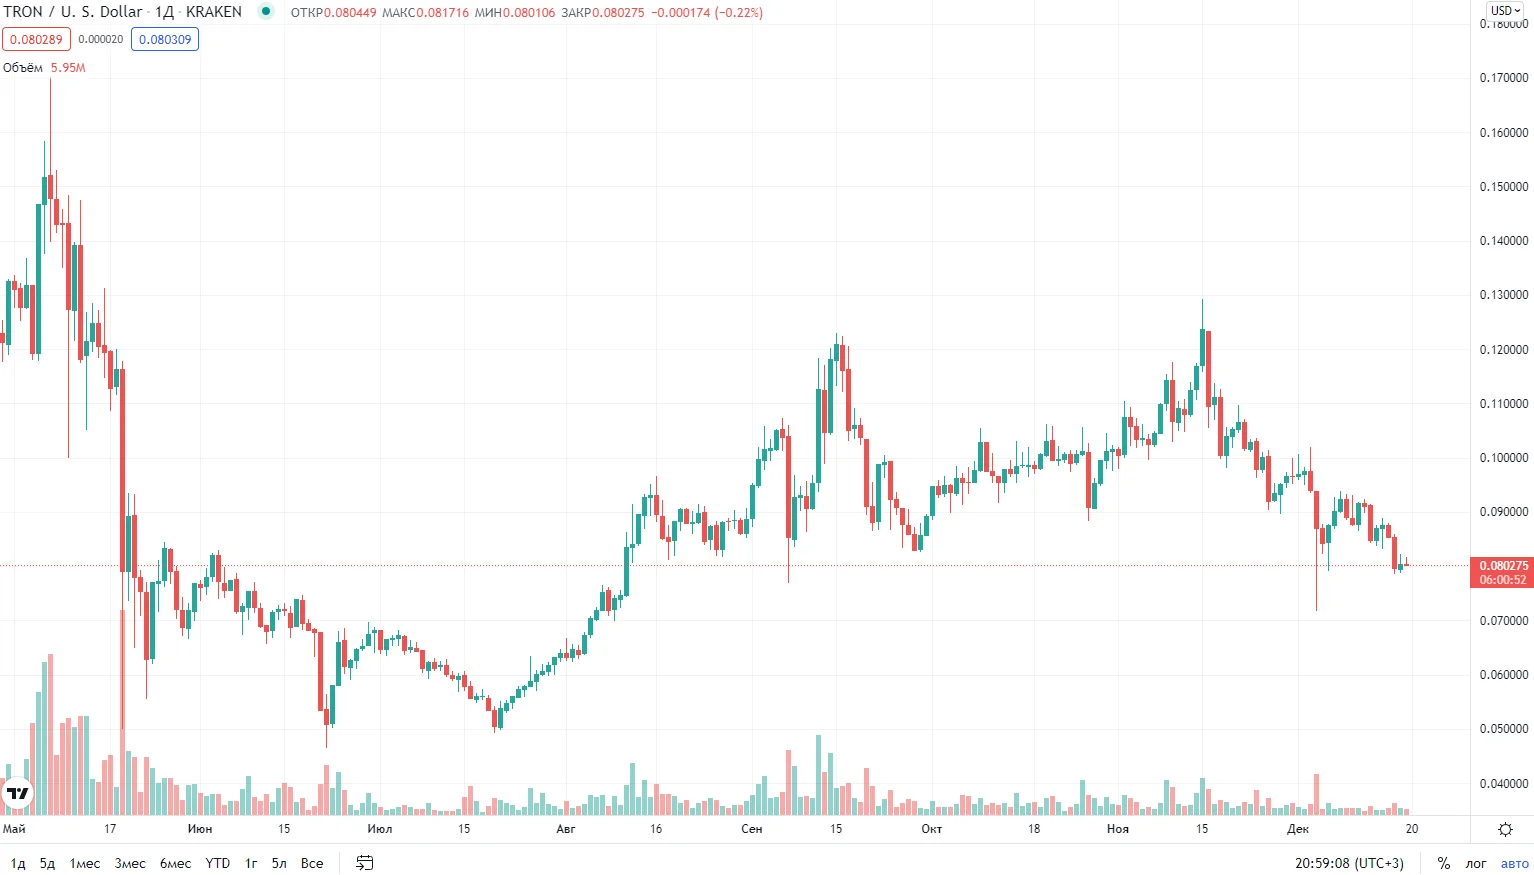 TRON / U. S. Dollar · 1Д · KRAKEN ОТКР0.080449 МАКС0.081716 МИН0.080106 ЗАКР0.080275 −0.000174 (−0.22%)
USD
0.180000
0.080289 0.000020 0.080309
Объём 5.95M
0.170000
0.160000
0.150000
0.140000
0.130000
0.120000
0.110000
0.100000
0.090000
0.080275
06:00:52
0.070000
0.060000
0.050000
0.040000
Май 17 Июн 15 Июл 15 Авг 16 Сен 15 Окт 18 Ноя 15 Дек 20
1д 5д 1мес 3мес 6мес YTD 1г 5л Все 20:59:08 (UTC+3) % лог авто